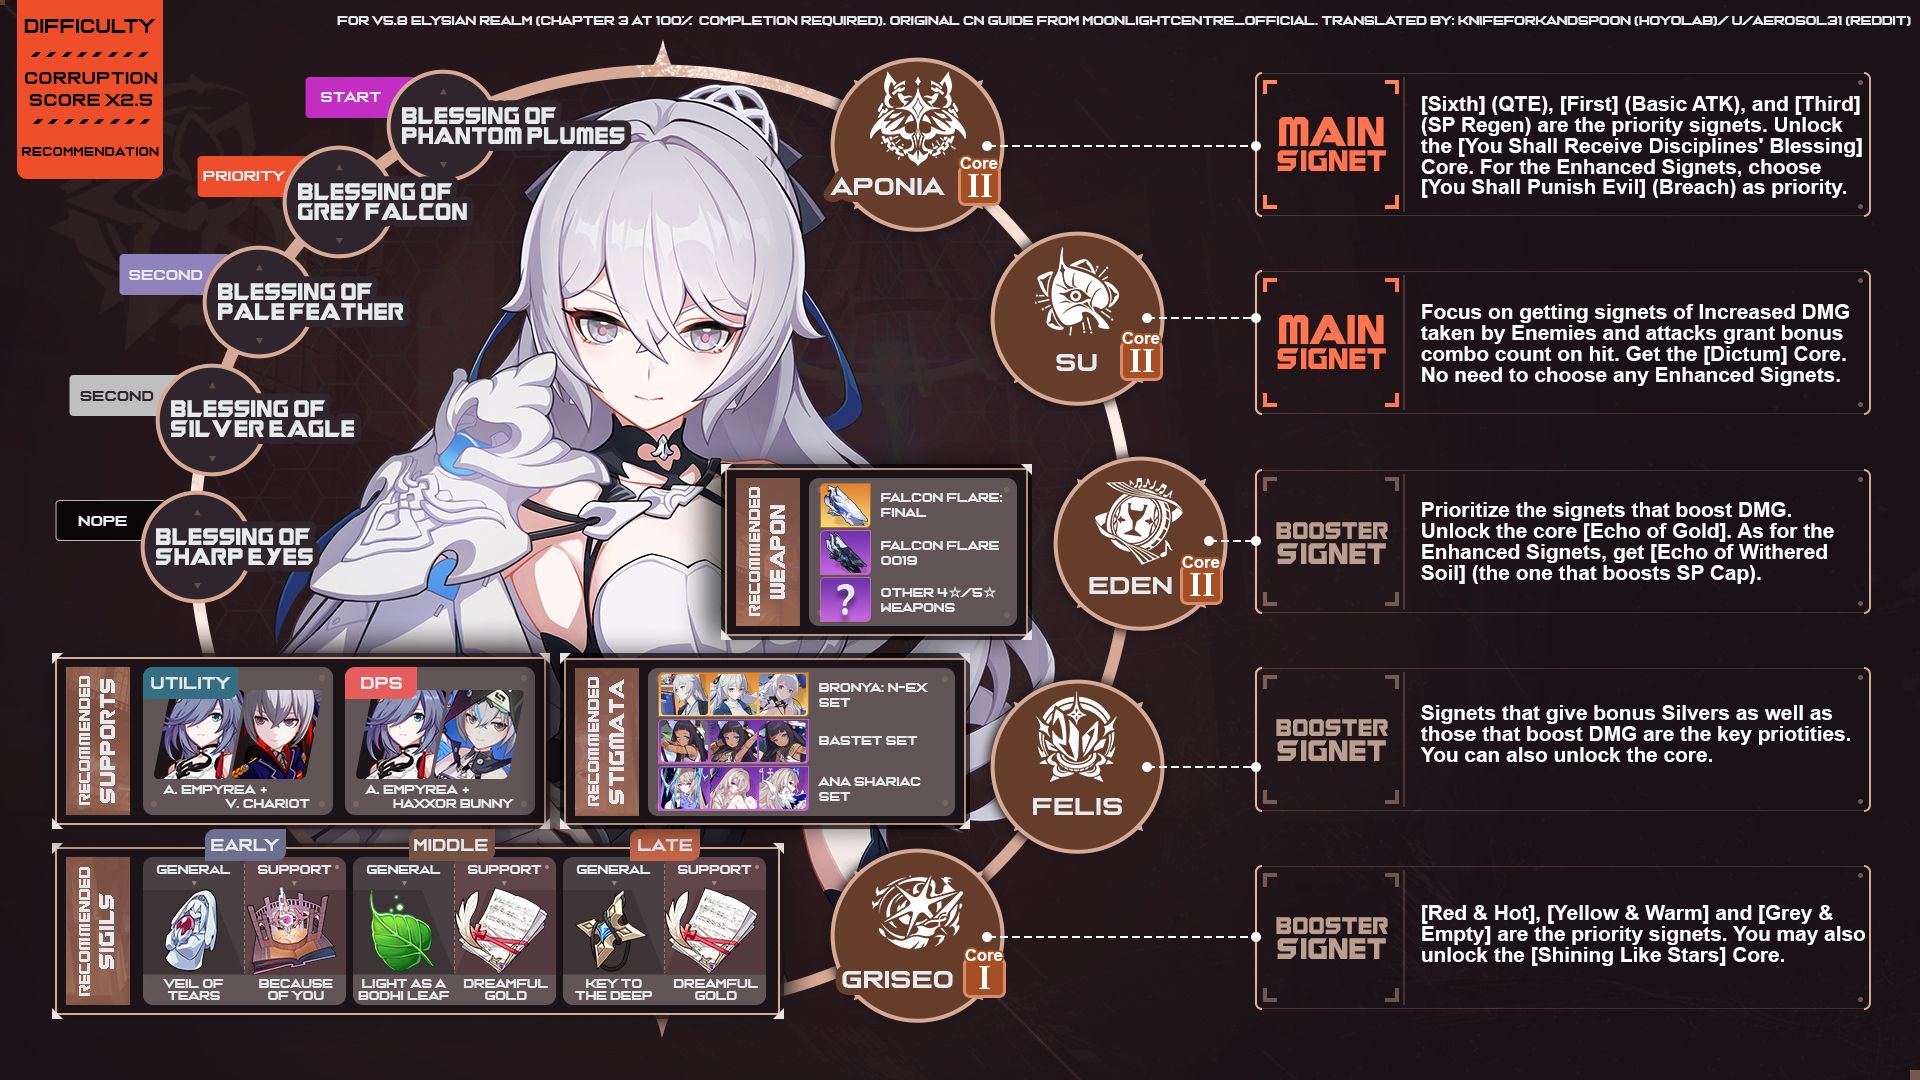 FOR V5.8 ELYSIAN REALM (CHAPTER 3 AT 100% COMPLETION REQUIRED). ORIGINAL CN GUIDE FROM MOONLIGHTCENTRE_OFFICIAL. TRANSLATED BY: KNIFEFORKANDSPOON (HOYOLAB)/ U/AEROSOL31 (REDDIT)
DIFFICULTY
CORRUPTION
SCORE X2.5
RECOMMENDATION
START
BLESSING OF
PHANTOM PLUMES
PRIORITY
BLESSING OF
GREY FALCON
SECOND
BLESSING OF
PALE FEATHER
SECOND
BLESSING OF
SILVER EAGLE
NOPE
BLESSING OF
SHARP EYES
APONIA
Core
II
MAIN
SIGNET
[Sixth] (QTE), [First] (Basic ATK), and [Third]
(SP Regen) are the priority signets. Unlock
the [You Shall Receive Disciplines' Blessing]
Core. For the Enhanced Signets, choose
[You Shall Punish Evil] (Breach) as priority.
SU
Core
II
MAIN
SIGNET
Focus on getting signets of Increased DMG
taken by Enemies and attacks grant bonus
combo count on hit. Get the [Dictum] Core.
No need to choose any Enhanced Signets.
EDEN
Core
II
BOOSTER
SIGNET
Prioritize the signets that boost DMG.
Unlock the core [Echo of Gold]. As for the
Enhanced Signets, get [Echo of Withered
Soil] (the one that boosts SP Cap).
FELIS
BOOSTER
SIGNET
Signets that give bonus Silvers as well as
those that boost DMG are the key priotities.
You can also unlock the core.
GRISEO
Core
I
BOOSTER
SIGNET
[Red & Hot], [Yellow & Warm] and [Grey &
Empty] are the priority signets. You may also
unlock the [Shining Like Stars] Core.
RECOMMENDED
WEAPON
FALCON FLARE:
FINAL
FALCON FLARE
0019
?
OTHER 4☆/5☆
WEAPONS
RECOMMENDED
SUPPORTS
UTILITY
A. EMPYREA +
V. CHARIOT
DPS
A. EMPYREA +
HAXXOR BUNNY
RECOMMENDED
STIGMATA
BRONYA: N-EX
SET
BASTET SET
ANA SHARIAC
SET
RECOMMENDED
SIGILS
EARLY
GENERAL
VEIL OF
TEARS
SUPPORT
BECAUSE
OF YOU
MIDDLE
GENERAL
LIGHT AS A
BODHI LEAF
SUPPORT
DREAMFUL
GOLD
LATE
GENERAL
KEY TO
THE DEEP
SUPPORT
DREAMFUL
GOLD